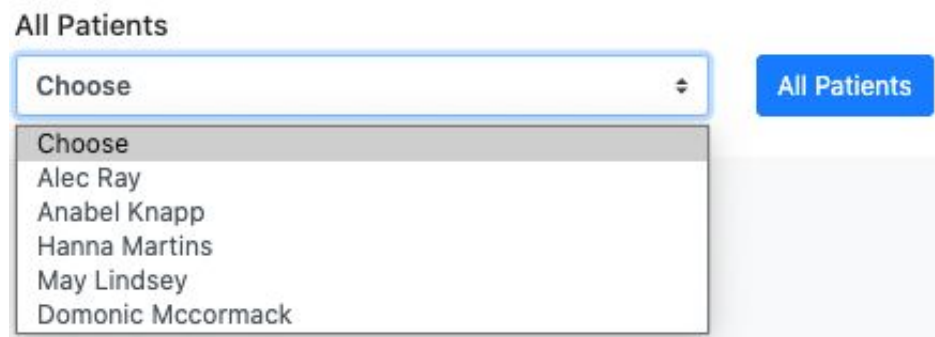 All Patients
Choose
All Patients
Choose
Alec Ray
Anabel Knapp
Hanna Martins
May Lindsey
Domonic Mccormack